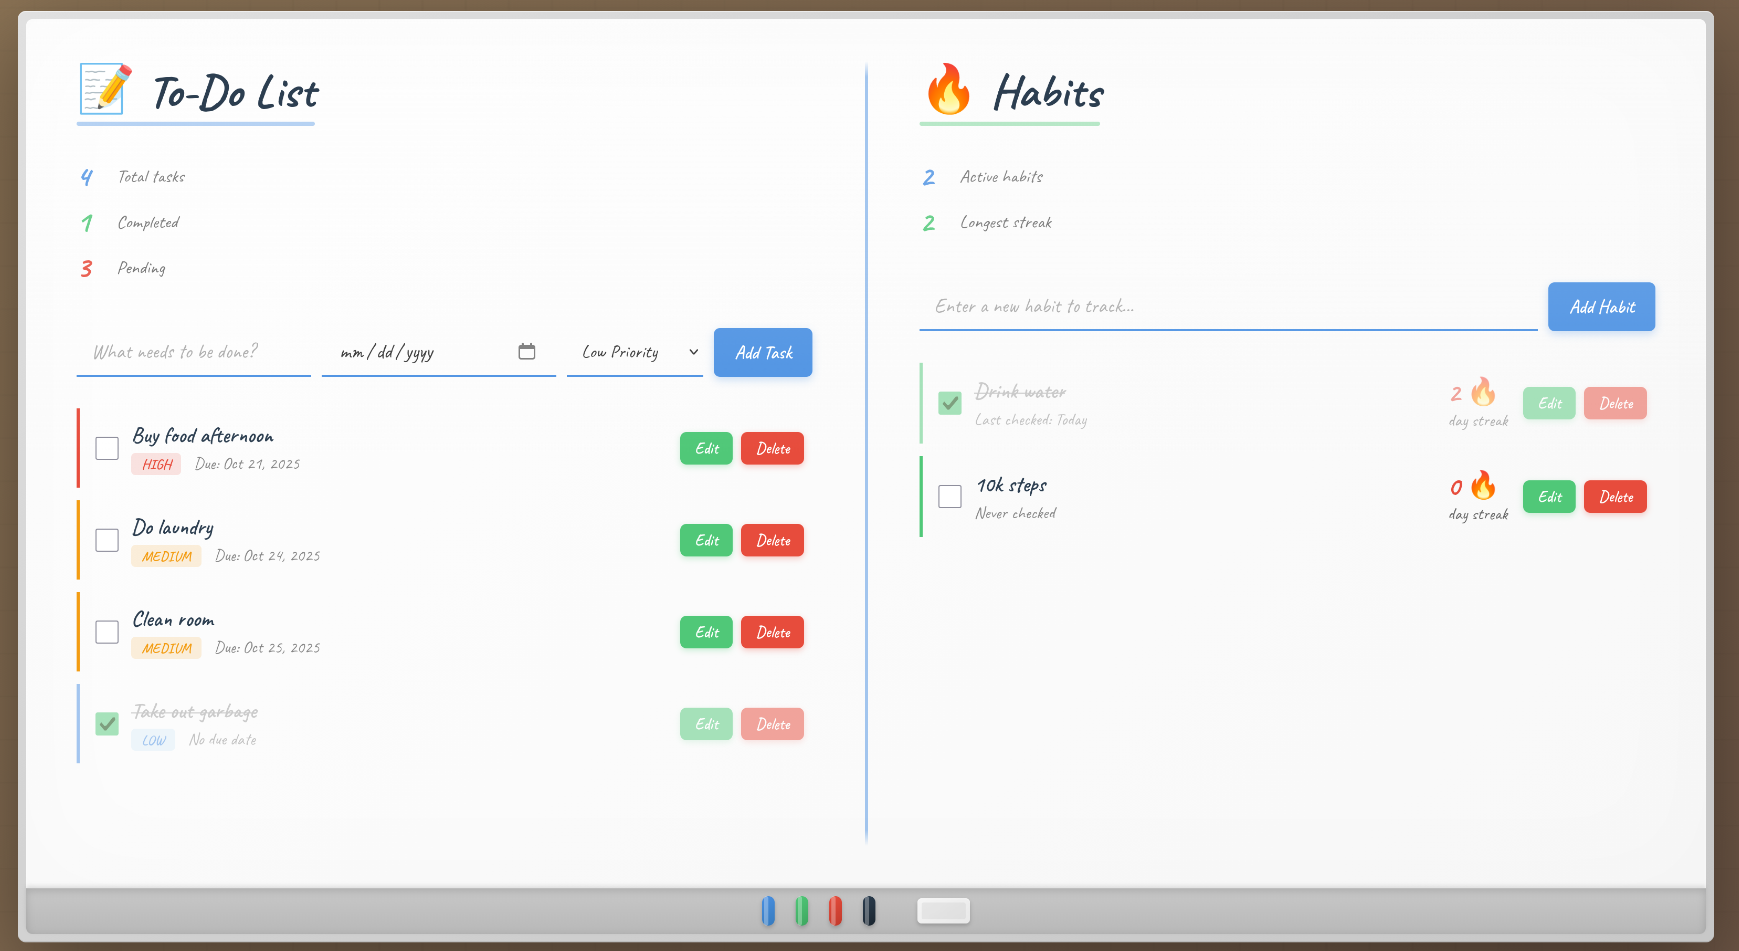 To-Do List
4 Total tasks
1 Completed
3 Pending
What needs to be done? mm/dd/yyyy Low Priority Add Task
Buy food afternoon
HIGH Due: Oct 21, 2025
Edit Delete
Do laundry
MEDIUM Due: Oct 24, 2025
Edit Delete
Clean room
MEDIUM Due: Oct 25, 2025
Edit Delete
Take out garbage
LOW No due date
Edit Delete
Habits
2 Active habits
2 Longest streak
Enter a new habit to track... Add Habit
Drink water
Last checked: Today
2
day streak
Edit Delete
10k steps
Never checked
0
day streak
Edit Delete